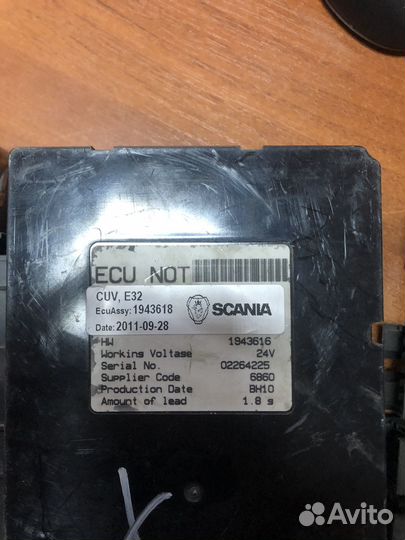 ECU NOT
CUV, E32
EcuAssy:1943618
SCANIA
Date: 2011-09-28
HW 1943616
Working Voltase 24V
Serial No. 02264225
Supplier Code 6860
Production Date BH10
Amount of lead 1.8 g
Avito